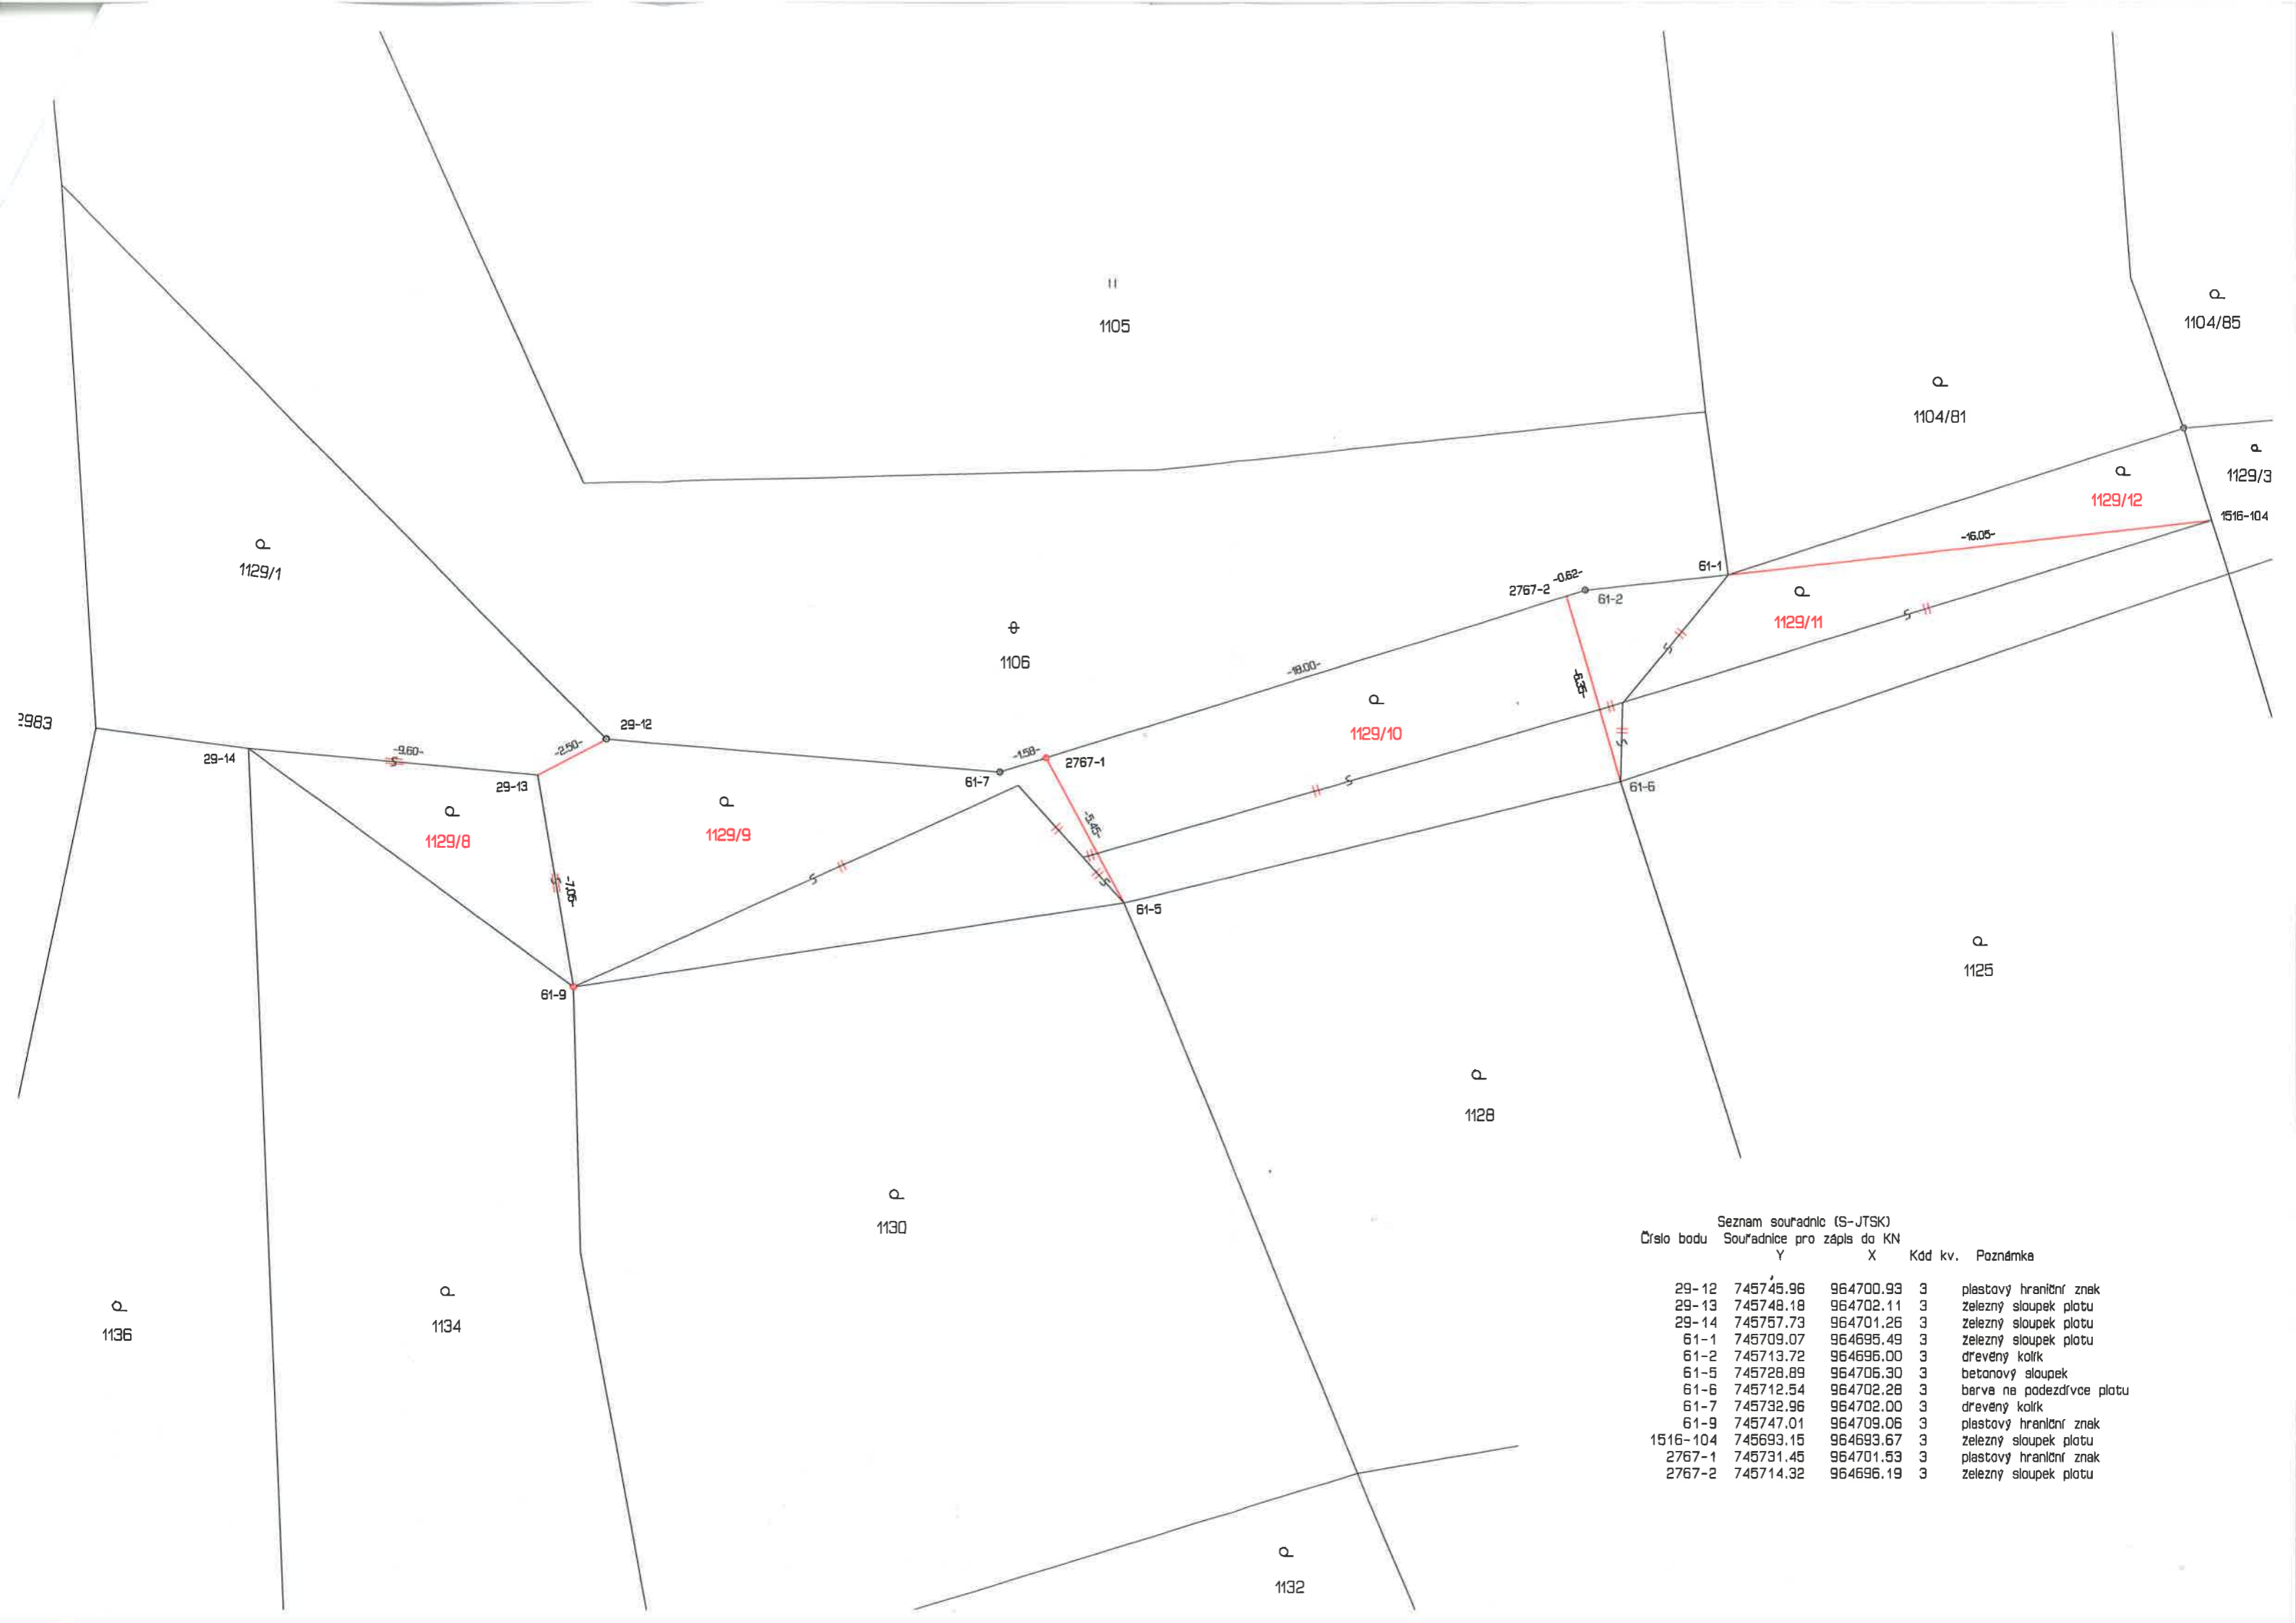 1105
1104/85
1104/81
1129/3
1129/12
1516-104
-16.05-
1129/1
61-1
2767-2 -0.62-
61-2
1129/11
1106
-18.00-
-6.35-
2983
29-12
1129/10
29-14
-9.60-
-2.50-
-1.58-
2767-1
29-13
61-7
61-6
1129/8
1129/9
-5.45-
-7.05-
61-5
61-9
1125
1128
1130
1136
1134
1132
Seznam souřadnic (S-JTSK)
Číslo bodu Souřadnice pro zápis do KN
Y X Kód kv. Poznámka
29-12 745745.96 964700.93 3 plastový hraniční znak
29-13 745748.18 964702.11 3 železný sloupek plotu
29-14 745757.73 964701.26 3 železný sloupek plotu
61-1 745709.07 964695.49 3 železný sloupek plotu
61-2 745713.72 964696.00 3 dřevěný kolík
61-5 745728.89 964706.30 3 betonový sloupek
61-6 745712.54 964702.28 3 barva na podezdívce plotu
61-7 745732.96 964702.00 3 dřevěný kolík
61-9 745747.01 964709.06 3 plastový hraniční znak
1516-104 745693.15 964693.67 3 železný sloupek plotu
2767-1 745731.45 964701.53 3 plastový hraniční znak
2767-2 745714.32 964696.19 3 železný sloupek plotu